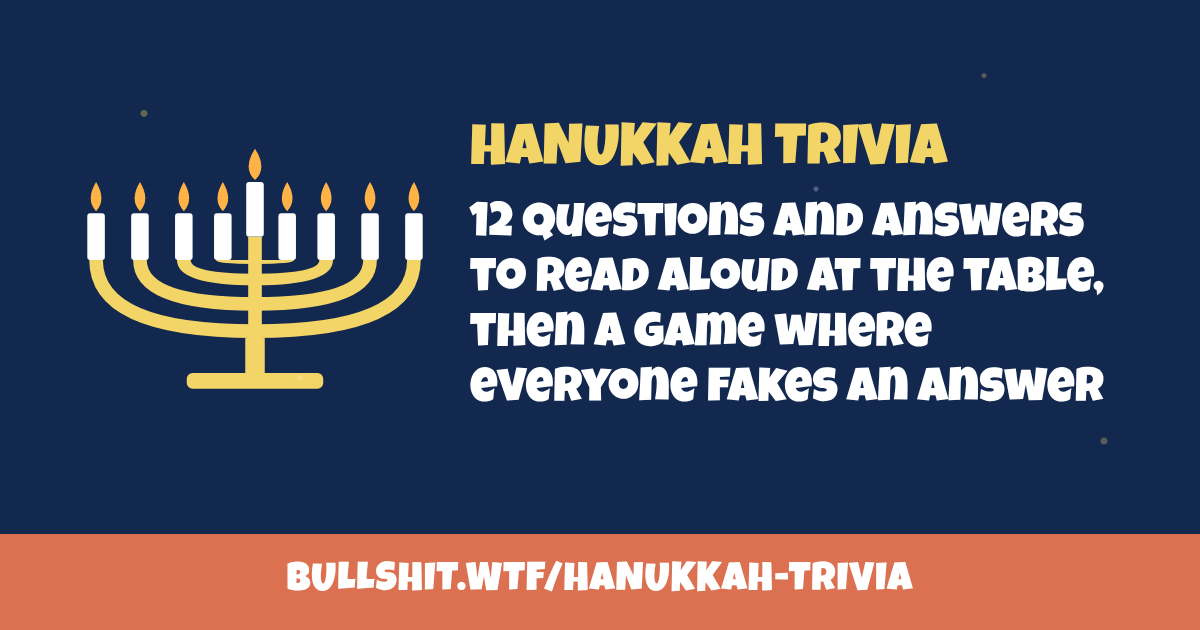 HANUKKAH TRIVIA
12 QUESTIONS AND ANSWERS
TO READ ALOUD AT THE TABLE,
THEN A GAME WHERE
EVERYONE FAKES AN ANSWER
BULLSHIT.WTF/HANUKKAH-TRIVIA